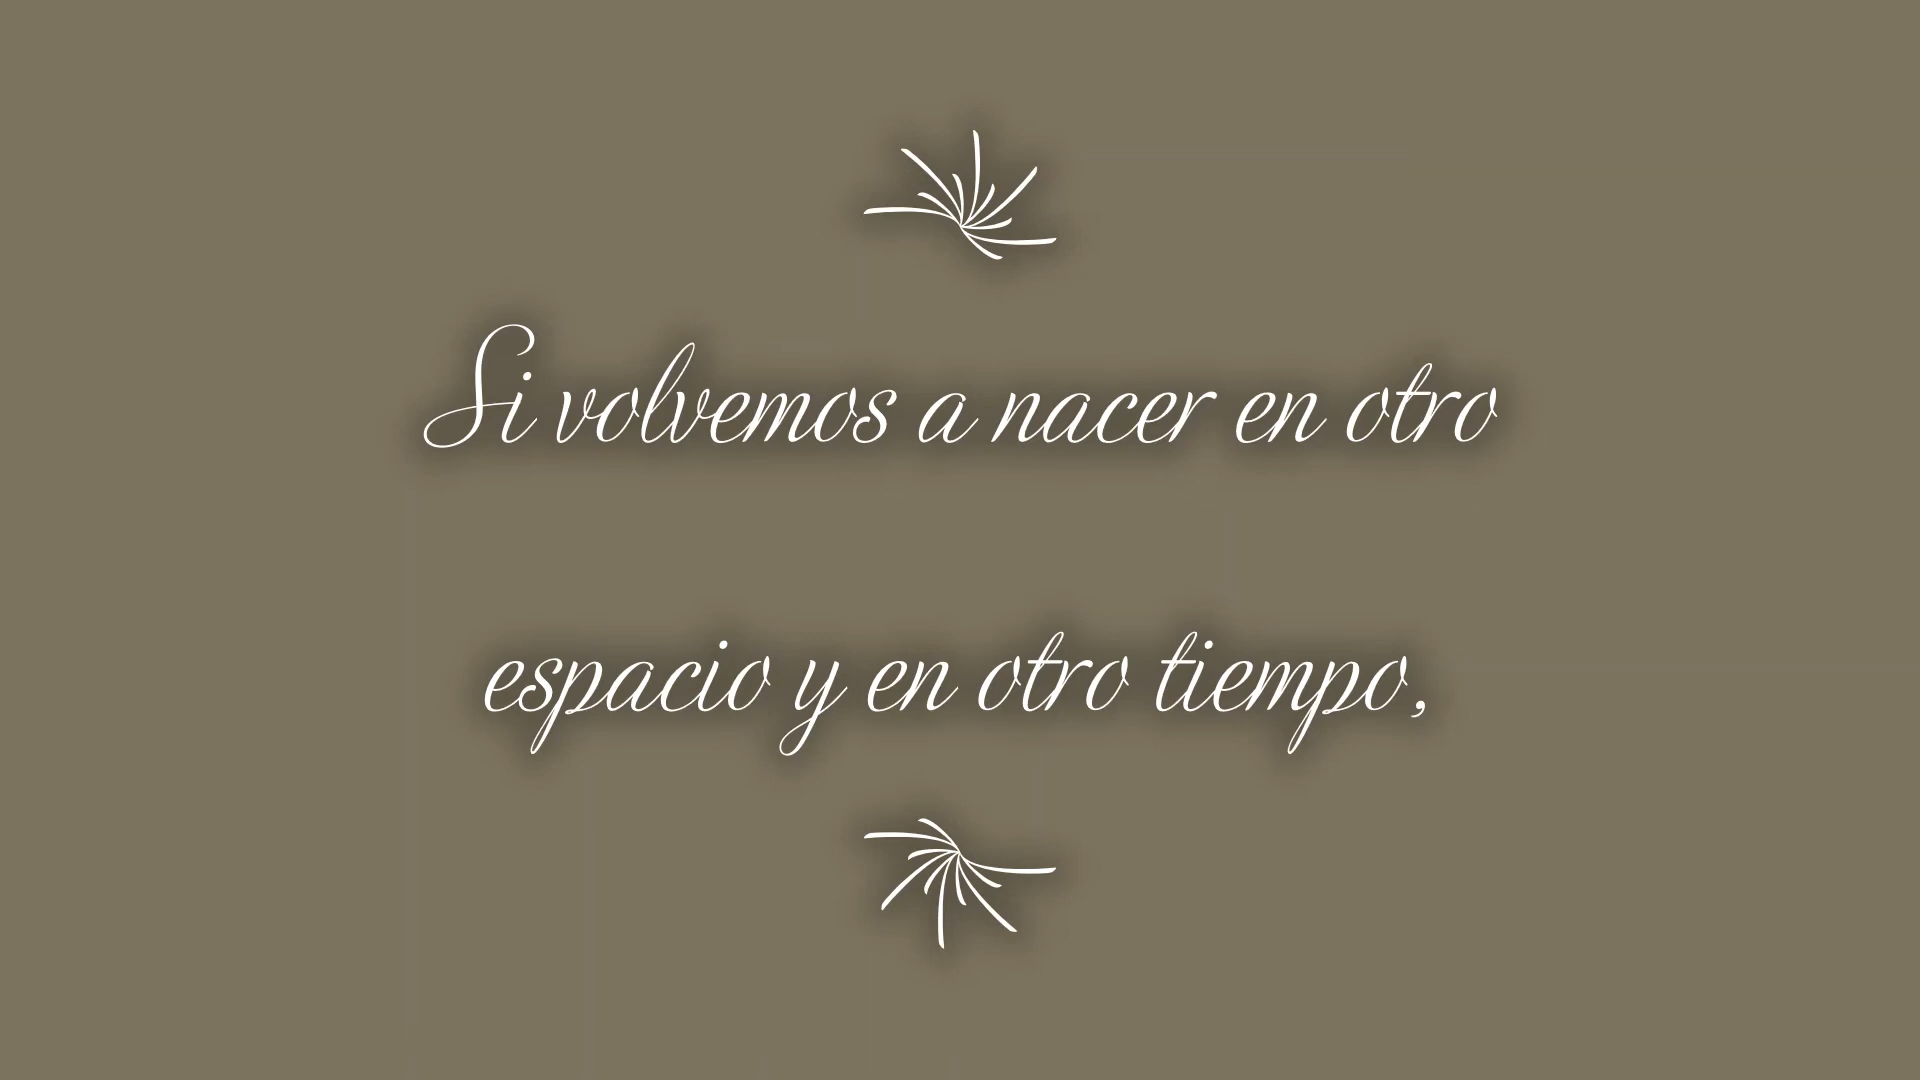 Si volvemos a nacer en otro
espacio y en otro tiempo,